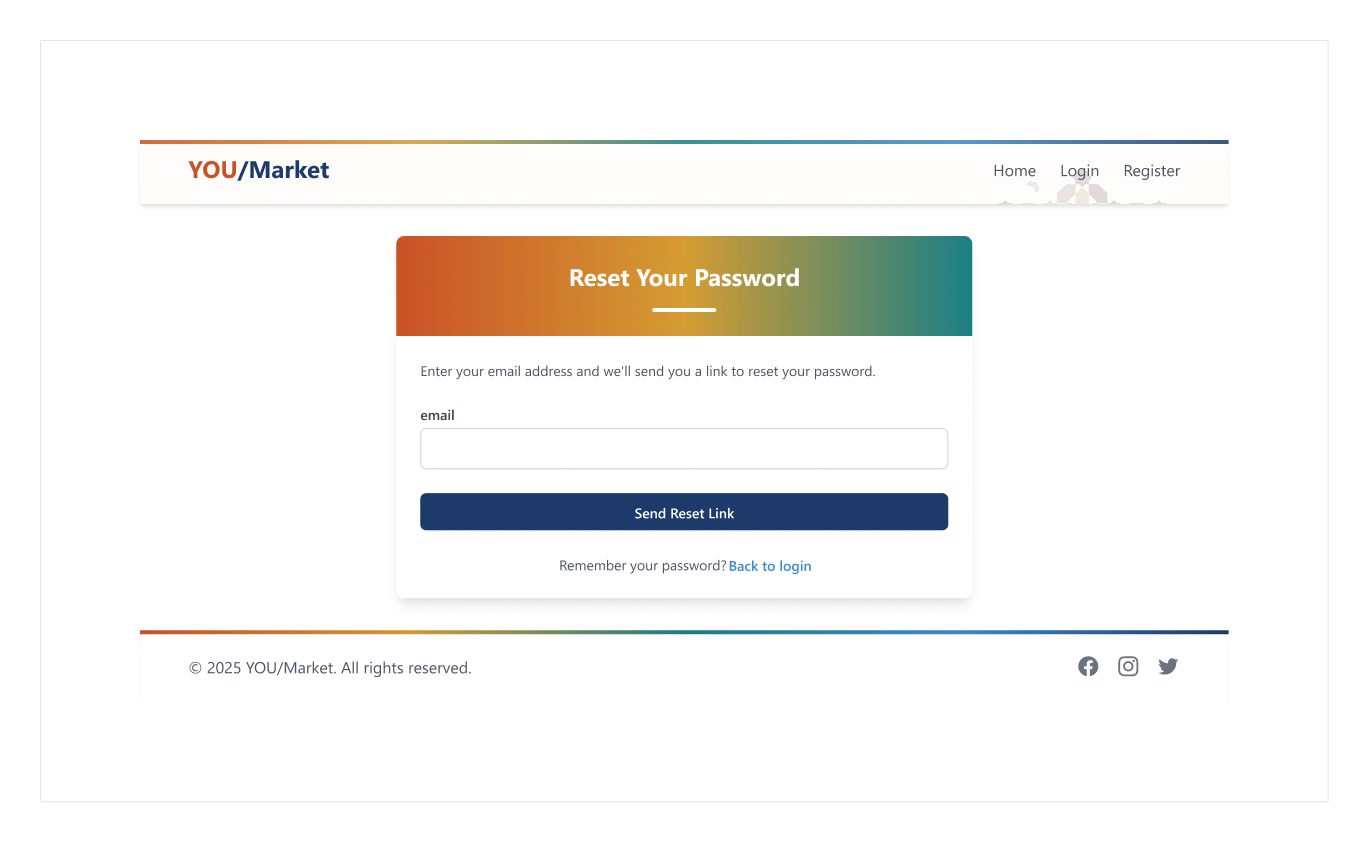 YOU/Market
Home Login Register
Reset Your Password
Enter your email address and we'll send you a link to reset your password.
email
Send Reset Link
Remember your password? Back to login
© 2025 YOU/Market. All rights reserved.